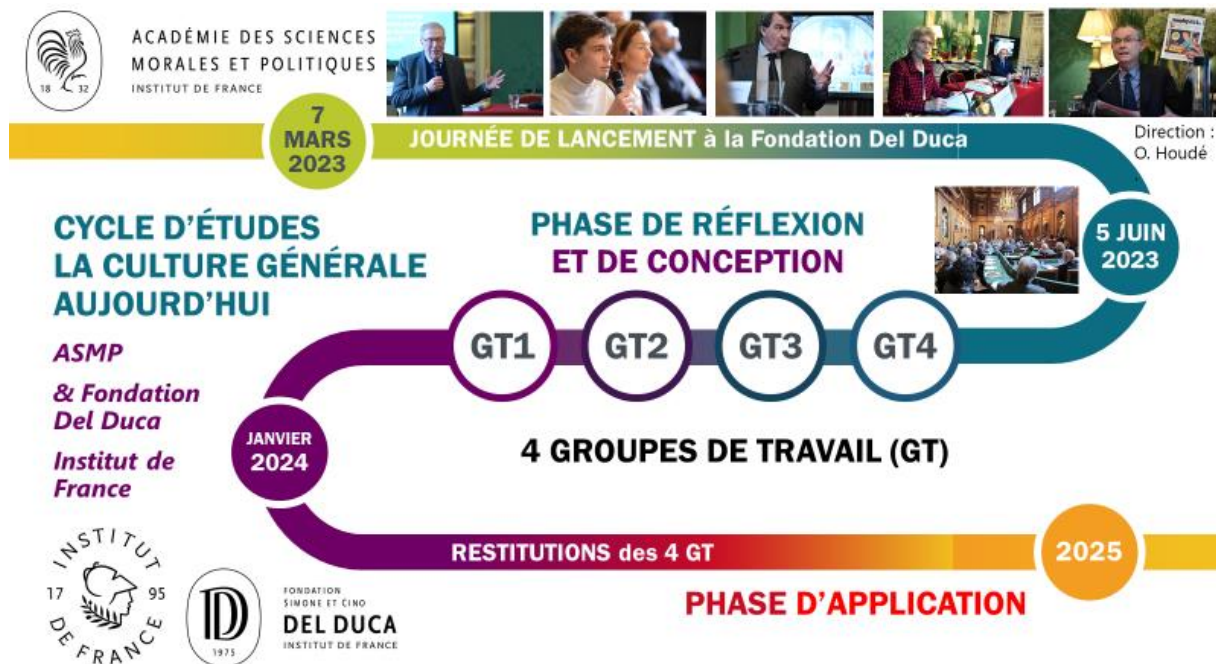 ACADÉMIE DES SCIENCES
MORALES ET POLITIQUES
INSTITUT DE FRANCE
18 32
7
MARS
2023
JOURNÉE DE LANCEMENT à la Fondation Del Duca
Direction :
O. Houdé
CYCLE D'ÉTUDES
LA CULTURE GÉNÉRALE
AUJOURD'HUI
PHASE DE RÉFLEXION
ET DE CONCEPTION
5 JUIN
2023
GT1 GT2 GT3 GT4
ASMP
& Fondation
Del Duca
Institut de
France
JANVIER
2024
4 GROUPES DE TRAVAIL (GT)
RESTITUTIONS des 4 GT
2025
PHASE D'APPLICATION
INSTITUT
17 95
DE FRANCE
D
1975
FONDATION
SIMONE ET CINO
DEL DUCA
INSTITUT DE FRANCE